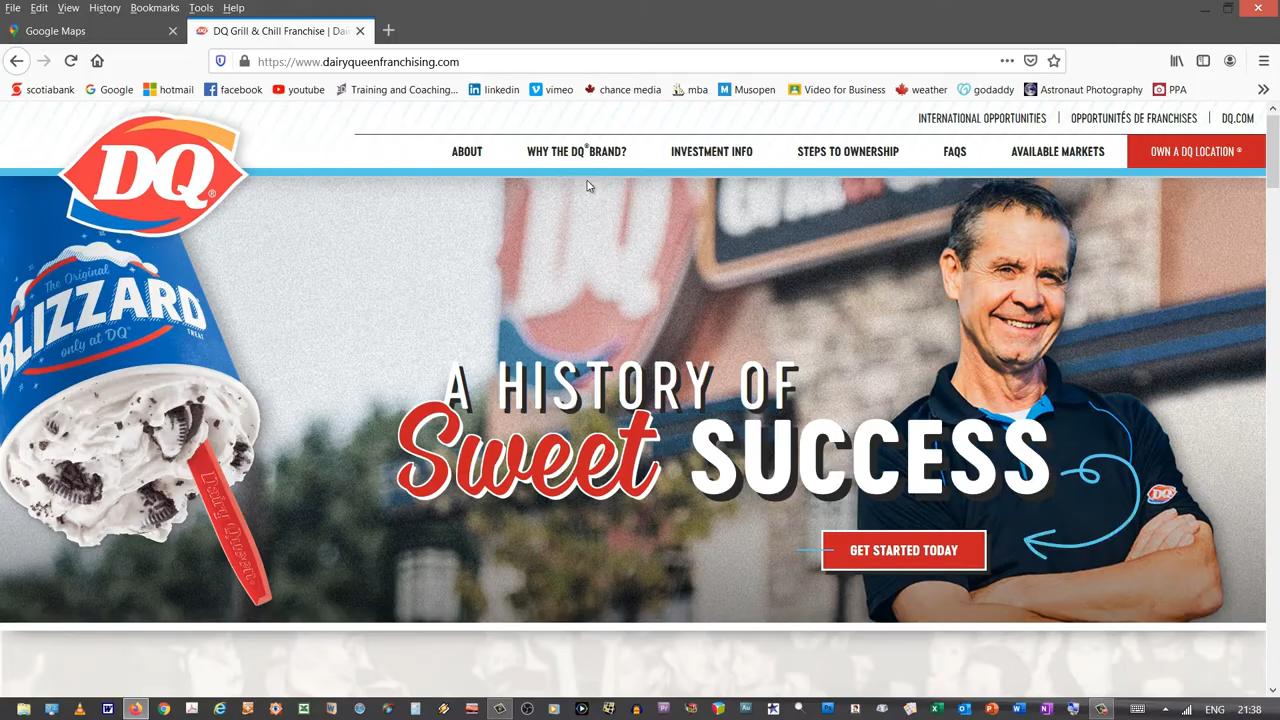 File Edit View History Bookmarks Tools Help
Google Maps
DQ Grill & Chill Franchise | Dai
https://www.dairyqueenfranchising.com
scotiabank Google hotmail facebook youtube Training and Coaching... linkedin vimeo chance media mba Musopen Video for Business weather godaddy Astronaut Photography PPA
INTERNATIONAL OPPORTUNITIES | OPPORTUNITÉS DE FRANCHISES | DQ.COM
ABOUT WHY THE DQ® BRAND? INVESTMENT INFO STEPS TO OWNERSHIP FAQS AVAILABLE MARKETS OWN A DQ LOCATION ®
DQ®
The Original
BLIZZARD®
TREAT
only at DQ®
Dairy Queen
DQ
A HISTORY OF
Sweet SUCCESS
DQ
GET STARTED TODAY
ENG 21:38